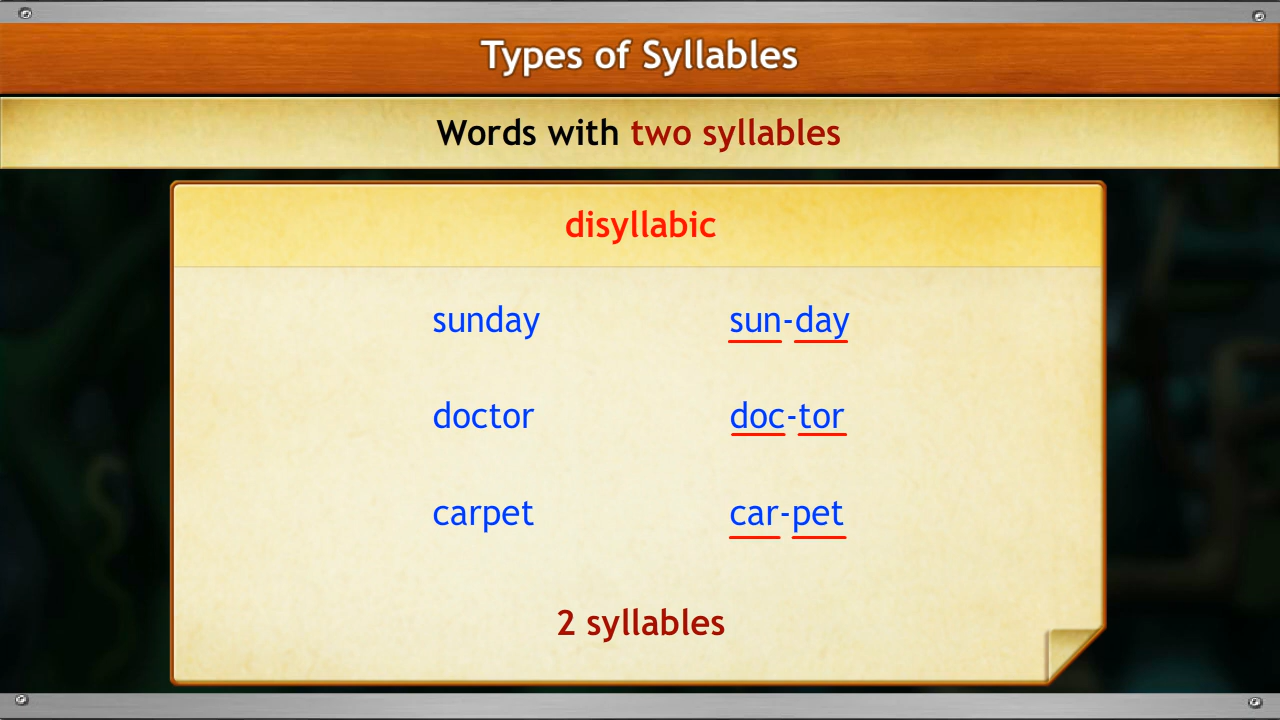 Types of Syllables
Words with two syllables
disyllabic
sunday sun-day
doctor doc-tor
carpet car-pet
2 syllables